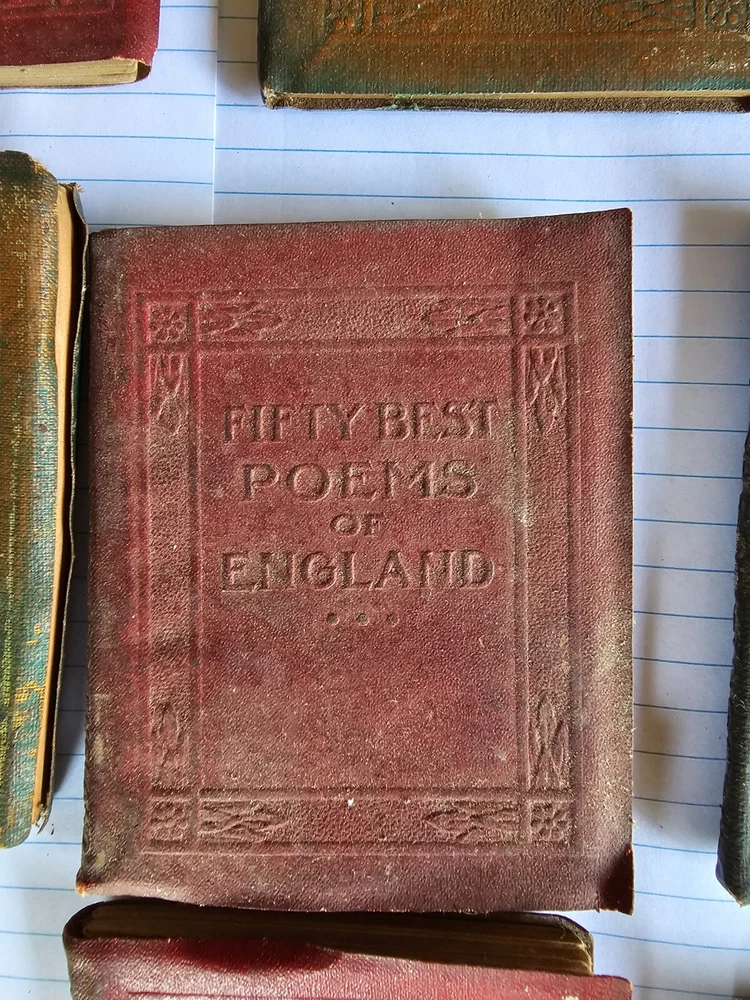 FIFTY BEST
POEMS
OF
ENGLAND